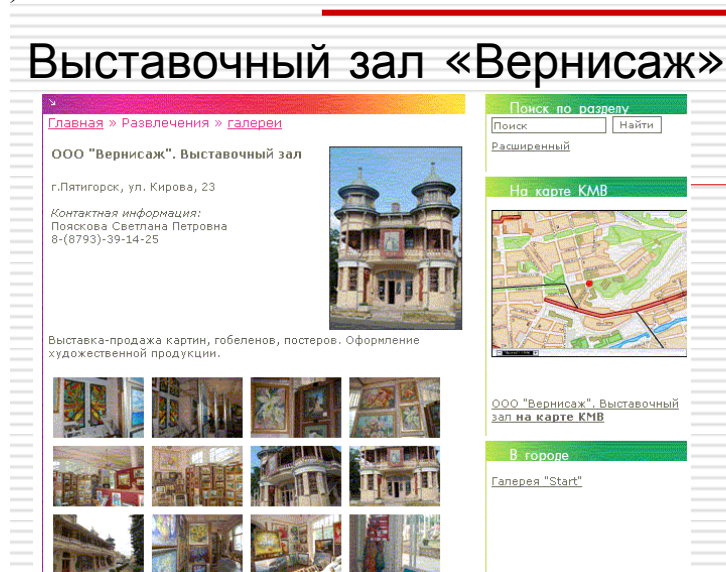 Выставочный зал «Вернисаж»
Главная » Развлечения » галереи
ООО "Вернисаж". Выставочный зал
г.Пятигорск, ул. Кирова, 23
Контактная информация:
Пояскова Светлана Петровна
8-(8793)-39-14-25
Выставка-продажа картин, гобеленов, постеров. Оформление
художественной продукции.
Поиск по разделу
Поиск
Найти
Расширенный
На карте КМВ
ООО "Вернисаж". Выставочный
зал на карте КМВ
В городе
Галерея "Start"